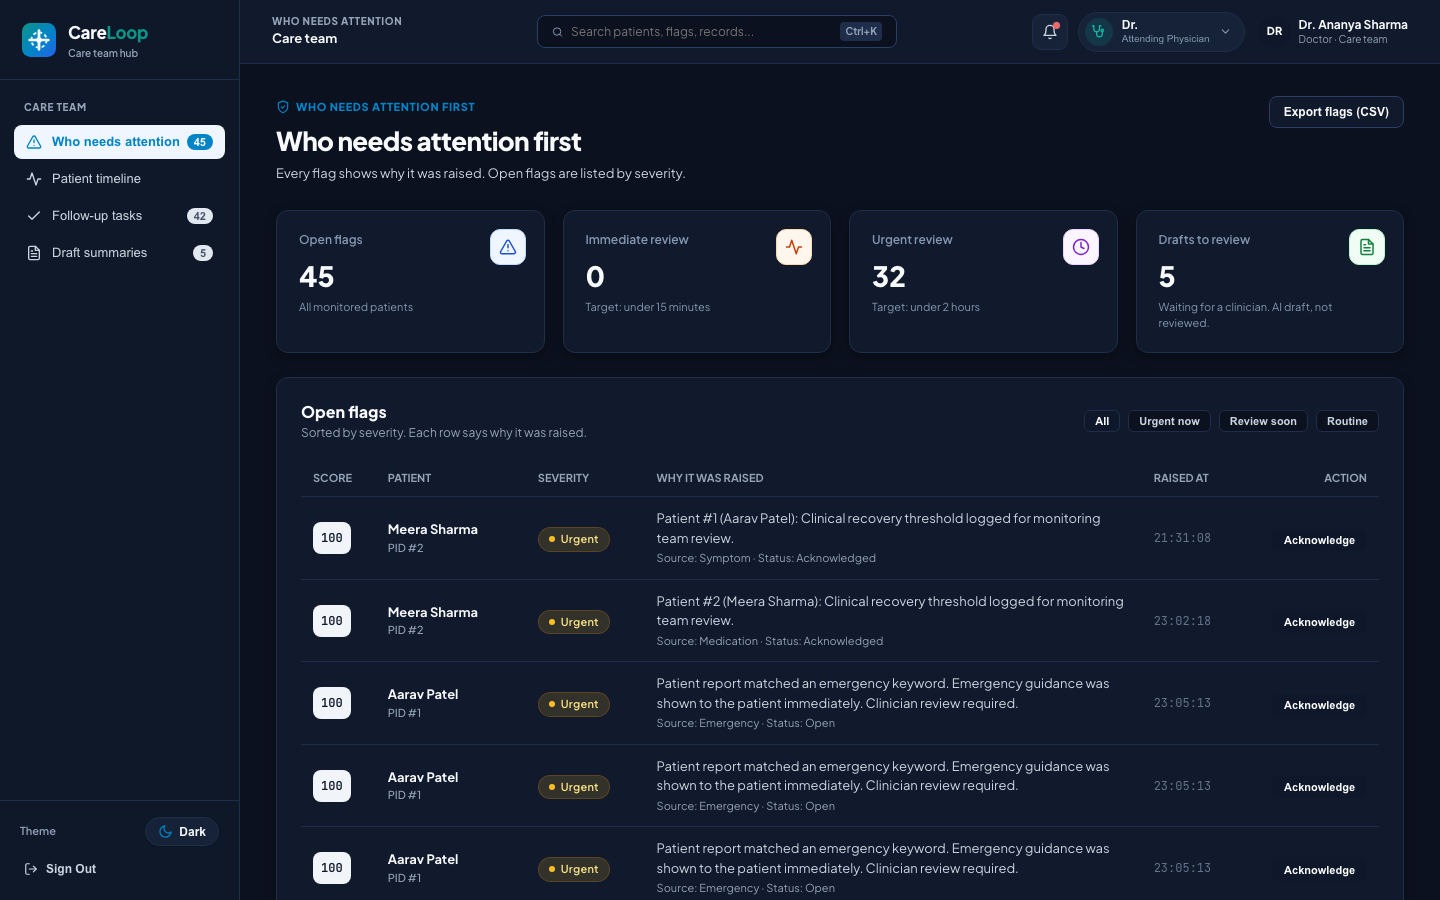 CareLoop
Care team hub
CARE TEAM
Who needs attention 45
Patient timeline
Follow-up tasks 42
Draft summaries 5
Theme
Dark
Sign Out
WHO NEEDS ATTENTION
Care team
Search patients, flags, records...
Ctrl+K
Dr.
Attending Physician
DR
Dr. Ananya Sharma
Doctor · Care team
WHO NEEDS ATTENTION FIRST
Who needs attention first
Every flag shows why it was raised. Open flags are listed by severity.
Export flags (CSV)
Open flags
45
All monitored patients
Immediate review
0
Target: under 15 minutes
Urgent review
32
Target: under 2 hours
Drafts to review
5
Waiting for a clinician. AI draft, not
reviewed.
Open flags
Sorted by severity. Each row says why it was raised.
All
Urgent now
Review soon
Routine
SCORE PATIENT SEVERITY WHY IT WAS RAISED RAISED AT ACTION
100
Meera Sharma
PID #2
Urgent
Patient #1 (Aarav Patel): Clinical recovery threshold logged for monitoring
team review.
Source: Symptom · Status: Acknowledged
21:31:08
Acknowledge
100
Meera Sharma
PID #2
Urgent
Patient #2 (Meera Sharma): Clinical recovery threshold logged for monitoring
team review.
Source: Medication · Status: Acknowledged
23:02:18
Acknowledge
100
Aarav Patel
PID #1
Urgent
Patient report matched an emergency keyword. Emergency guidance was
shown to the patient immediately. Clinician review required.
Source: Emergency · Status: Open
23:05:13
Acknowledge
100
Aarav Patel
PID #1
Urgent
Patient report matched an emergency keyword. Emergency guidance was
shown to the patient immediately. Clinician review required.
Source: Emergency · Status: Open
23:05:13
Acknowledge
100
Aarav Patel
PID #1
Urgent
Patient report matched an emergency keyword. Emergency guidance was
shown to the patient immediately. Clinician review required.
Source: Emergency · Status: Open
23:05:13
Acknowledge